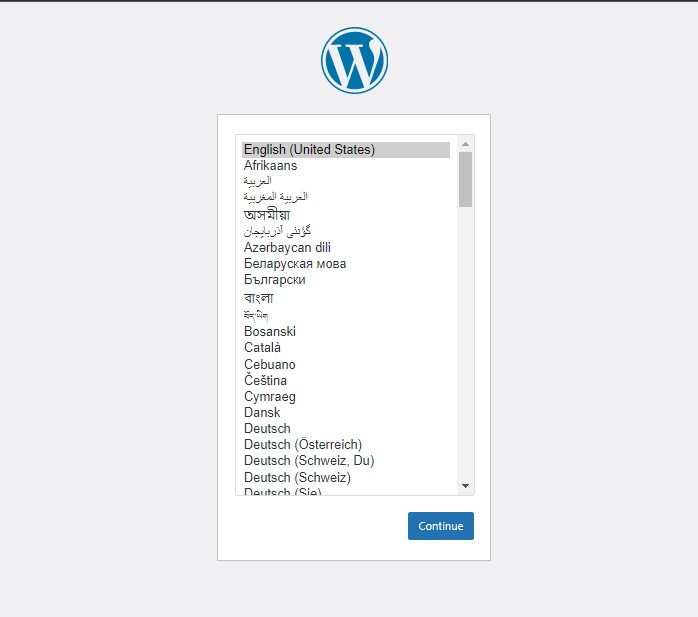 English (United States)
Afrikaans
العربية
العربية المغربية
অসমীয়া
گؤنئی آذربایجان
Azərbaycan dili
Беларуская мова
Български
বাংলা
བོད་ཡིག
Bosanski
Català
Cebuano
Čeština
Cymraeg
Dansk
Deutsch
Deutsch (Österreich)
Deutsch (Schweiz, Du)
Deutsch (Schweiz)
Deutsch (Sie)
Continue